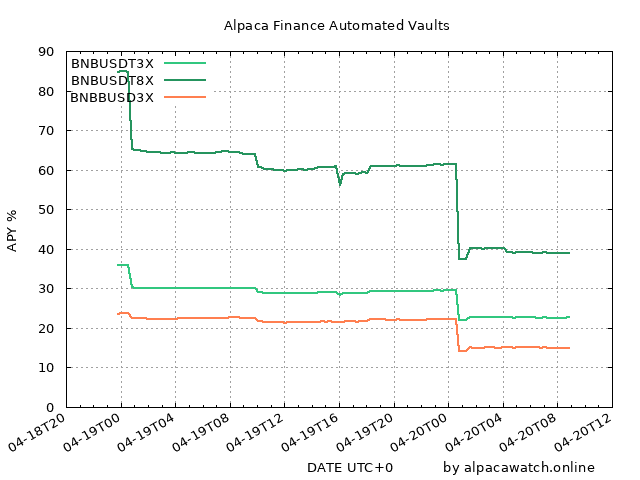 Alpaca Finance Automated Vaults
BNBUSDT3X
BNBUSDT8X
BNBBUSD3X
APY %
90
80
70
60
50
40
30
20
10
0
04-18T20
04-19T00
04-19T04
04-19T08
04-19T12
04-19T16
04-19T20
04-20T00
04-20T04
04-20T08
04-20T12
DATE UTC+0
by alpacawatch.online